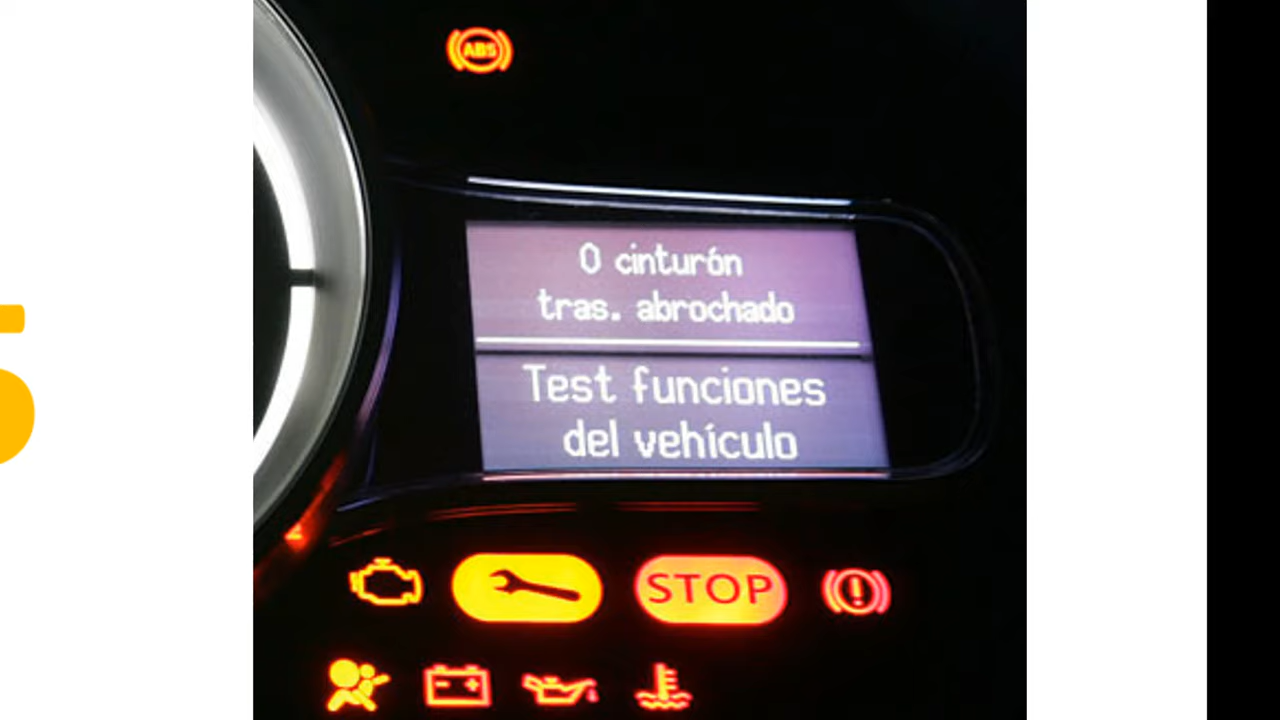 ABS
0 cinturón
tras. abrochado
Test funciones
del vehículo
STOP